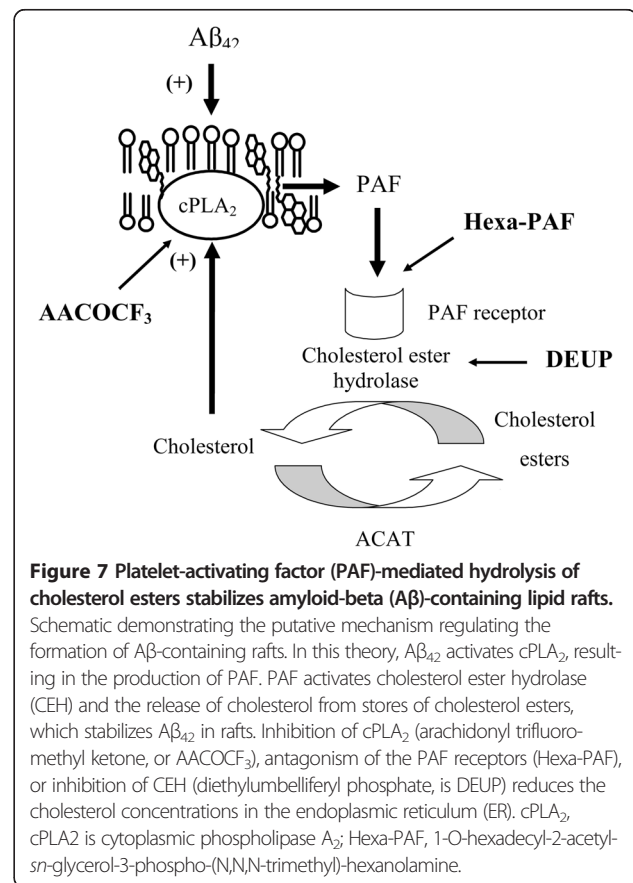 Aβ₄₂
(+)
cPLA₂
PAF
(+)
Hexa-PAF
AACOCF₃
PAF receptor
Cholesterol ester
hydrolase
DEUP
Cholesterol
Cholesterol
esters
ACAT
Figure 7 Platelet-activating factor (PAF)-mediated hydrolysis of
cholesterol esters stabilizes amyloid-beta (Aβ)-containing lipid rafts.
Schematic demonstrating the putative mechanism regulating the
formation of Aβ-containing rafts. In this theory, Aβ₄₂ activates cPLA₂, result-
ing in the production of PAF. PAF activates cholesterol ester hydrolase
(CEH) and the release of cholesterol from stores of cholesterol esters,
which stabilizes Aβ₄₂ in rafts. Inhibition of cPLA₂ (arachidonyl trifluoro-
methyl ketone, or AACOCF₃), antagonism of the PAF receptors (Hexa-PAF),
or inhibition of CEH (diethylumbelliferyl phosphate, is DEUP) reduces the
cholesterol concentrations in the endoplasmic reticulum (ER). cPLA₂,
cPLA2 is cytoplasmic phospholipase A₂; Hexa-PAF, 1-O-hexadecyl-2-acetyl-
sn-glycerol-3-phospho-(N,N,N-trimethyl)-hexanolamine.